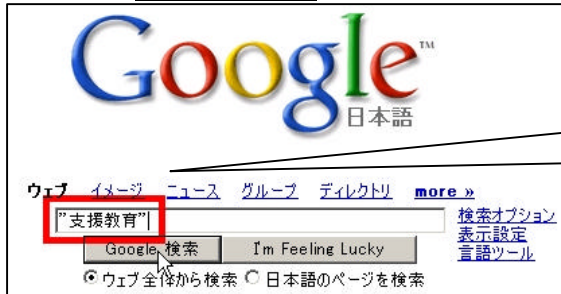 Google™
日本語
ウェブ イメージ ニュース グループ ディレクトリ more »
"支援教育"
検索オプション
表示設定
言語ツール
Google 検索 I'm Feeling Lucky
ウェブ全体から検索 日本語のページを検索